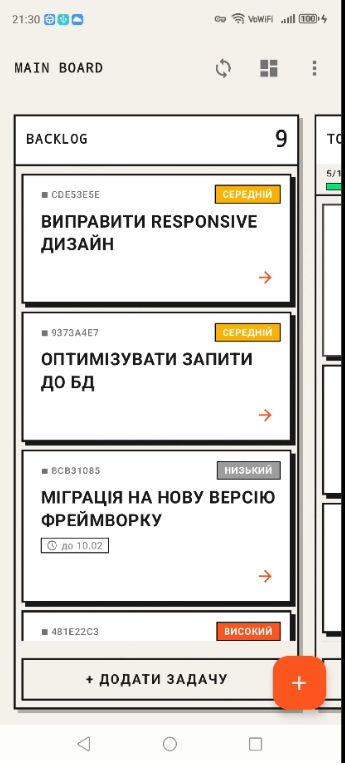 21:30
VoWiFi
100
MAIN BOARD
BACKLOG
9
CDE53E5E
СЕРЕДНІЙ
ВИПРАВИТИ RESPONSIVE
ДИЗАЙН
9373A4E7
СЕРЕДНІЙ
ОПТИМІЗУВАТИ ЗАПИТИ
ДО БД
BCB31085
НИЗЬКИЙ
МІГРАЦІЯ НА НОВУ ВЕРСІЮ
ФРЕЙМВОРКУ
до 10.02
481E22C3
ВИСОКИЙ
+ ДОДАТИ ЗАДАЧУ
+
TO
5/1